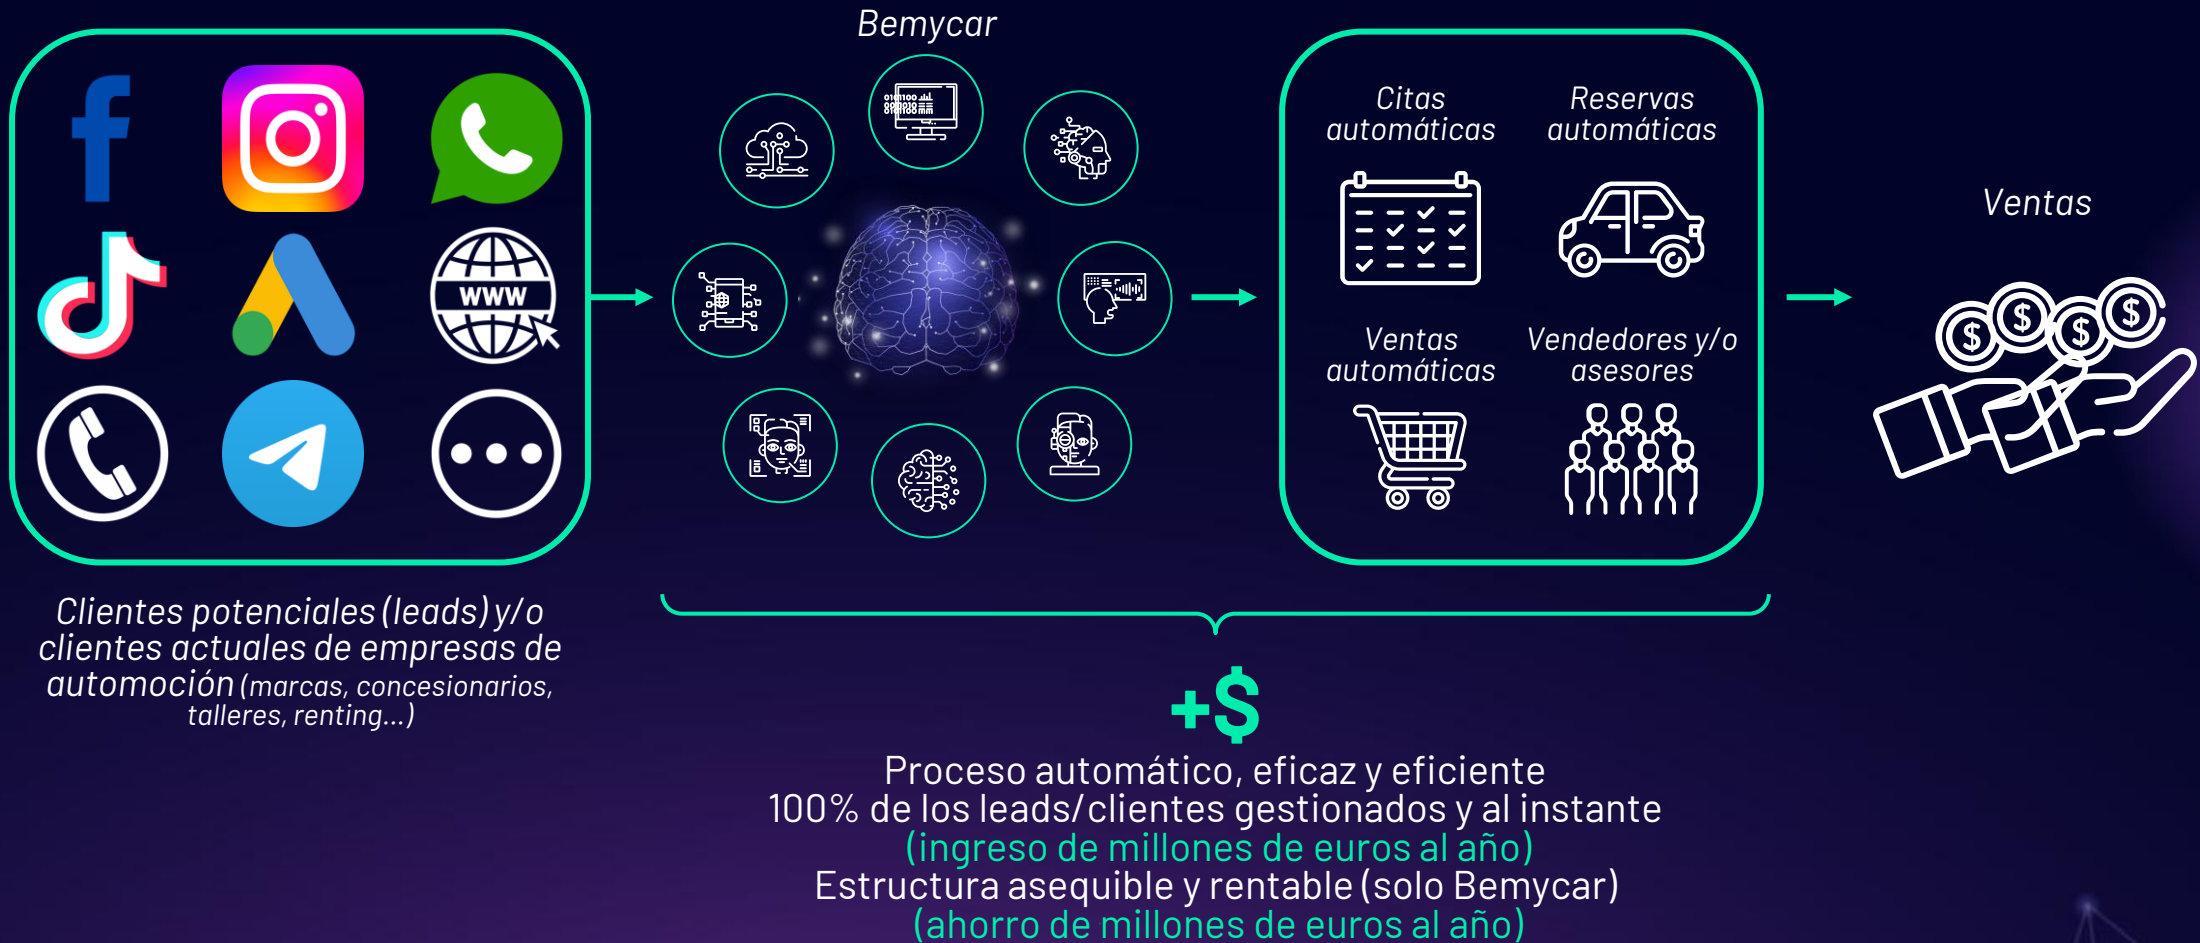 Bemycar
WWW
Citas
automáticas
Reservas
automáticas
Ventas
automáticas
Vendedores y/o
asesores
Ventas
$ $ $ $
Clientes potenciales (leads) y/o
clientes actuales de empresas de
automoción (marcas, concesionarios,
talleres, renting...)
+$
Proceso automático, eficaz y eficiente
100% de los leads/clientes gestionados y al instante
(ingreso de millones de euros al año)
Estructura asequible y rentable (solo Bemycar)
(ahorro de millones de euros al año)